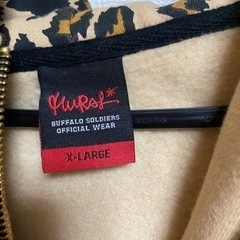 BUFFALO SOLDIERS
OFFICIAL WEAR
X-LARGE